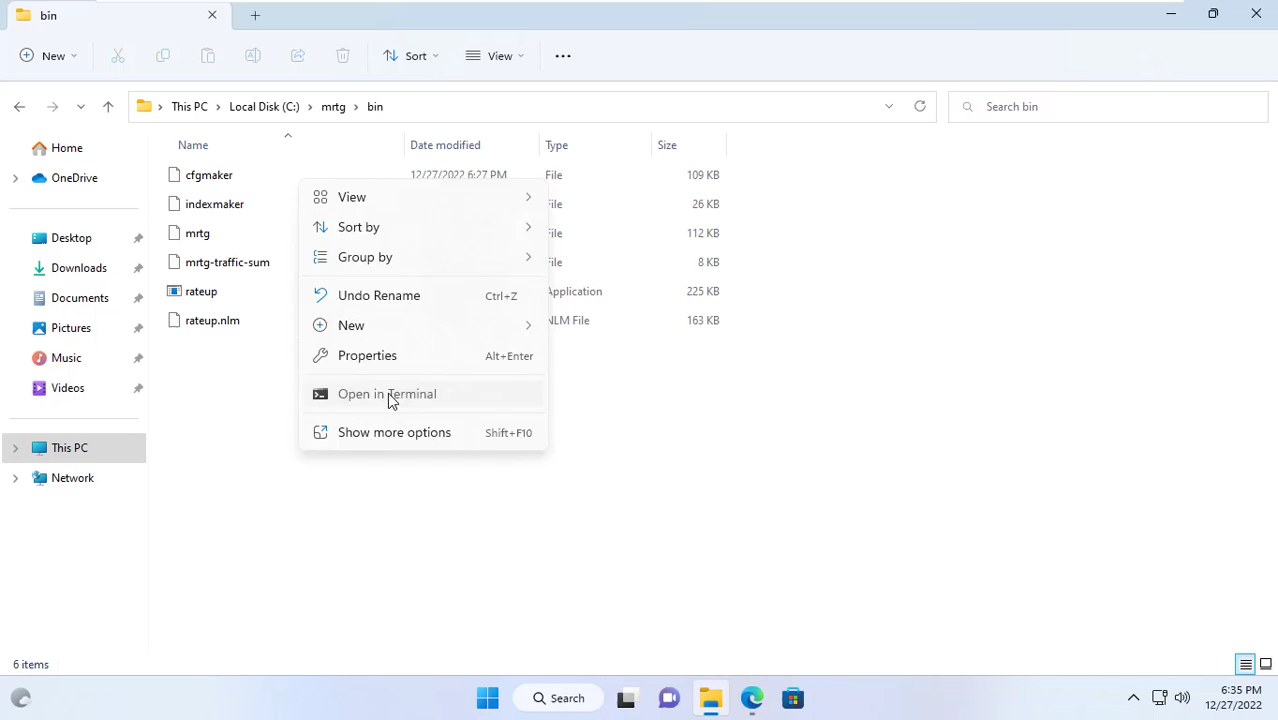 bin
New
Sort
View
This PC
Local Disk (C:)
mrtg
bin
Search bin
Home
OneDrive
Desktop
Downloads
Documents
Pictures
Music
Videos
This PC
Network
Name
Date modified
Type
Size
cfgmaker
12/27/2022 6:27 PM
File
109 KB
indexmaker
File
26 KB
mrtg
File
112 KB
mrtg-traffic-sum
File
8 KB
rateup
Application
225 KB
rateup.nlm
NLM File
163 KB
View
Sort by
Group by
Undo Rename
Ctrl+Z
New
Properties
Alt+Enter
Open in Terminal
Show more options
Shift+F10
6 items
Search
6:35 PM
12/27/2022